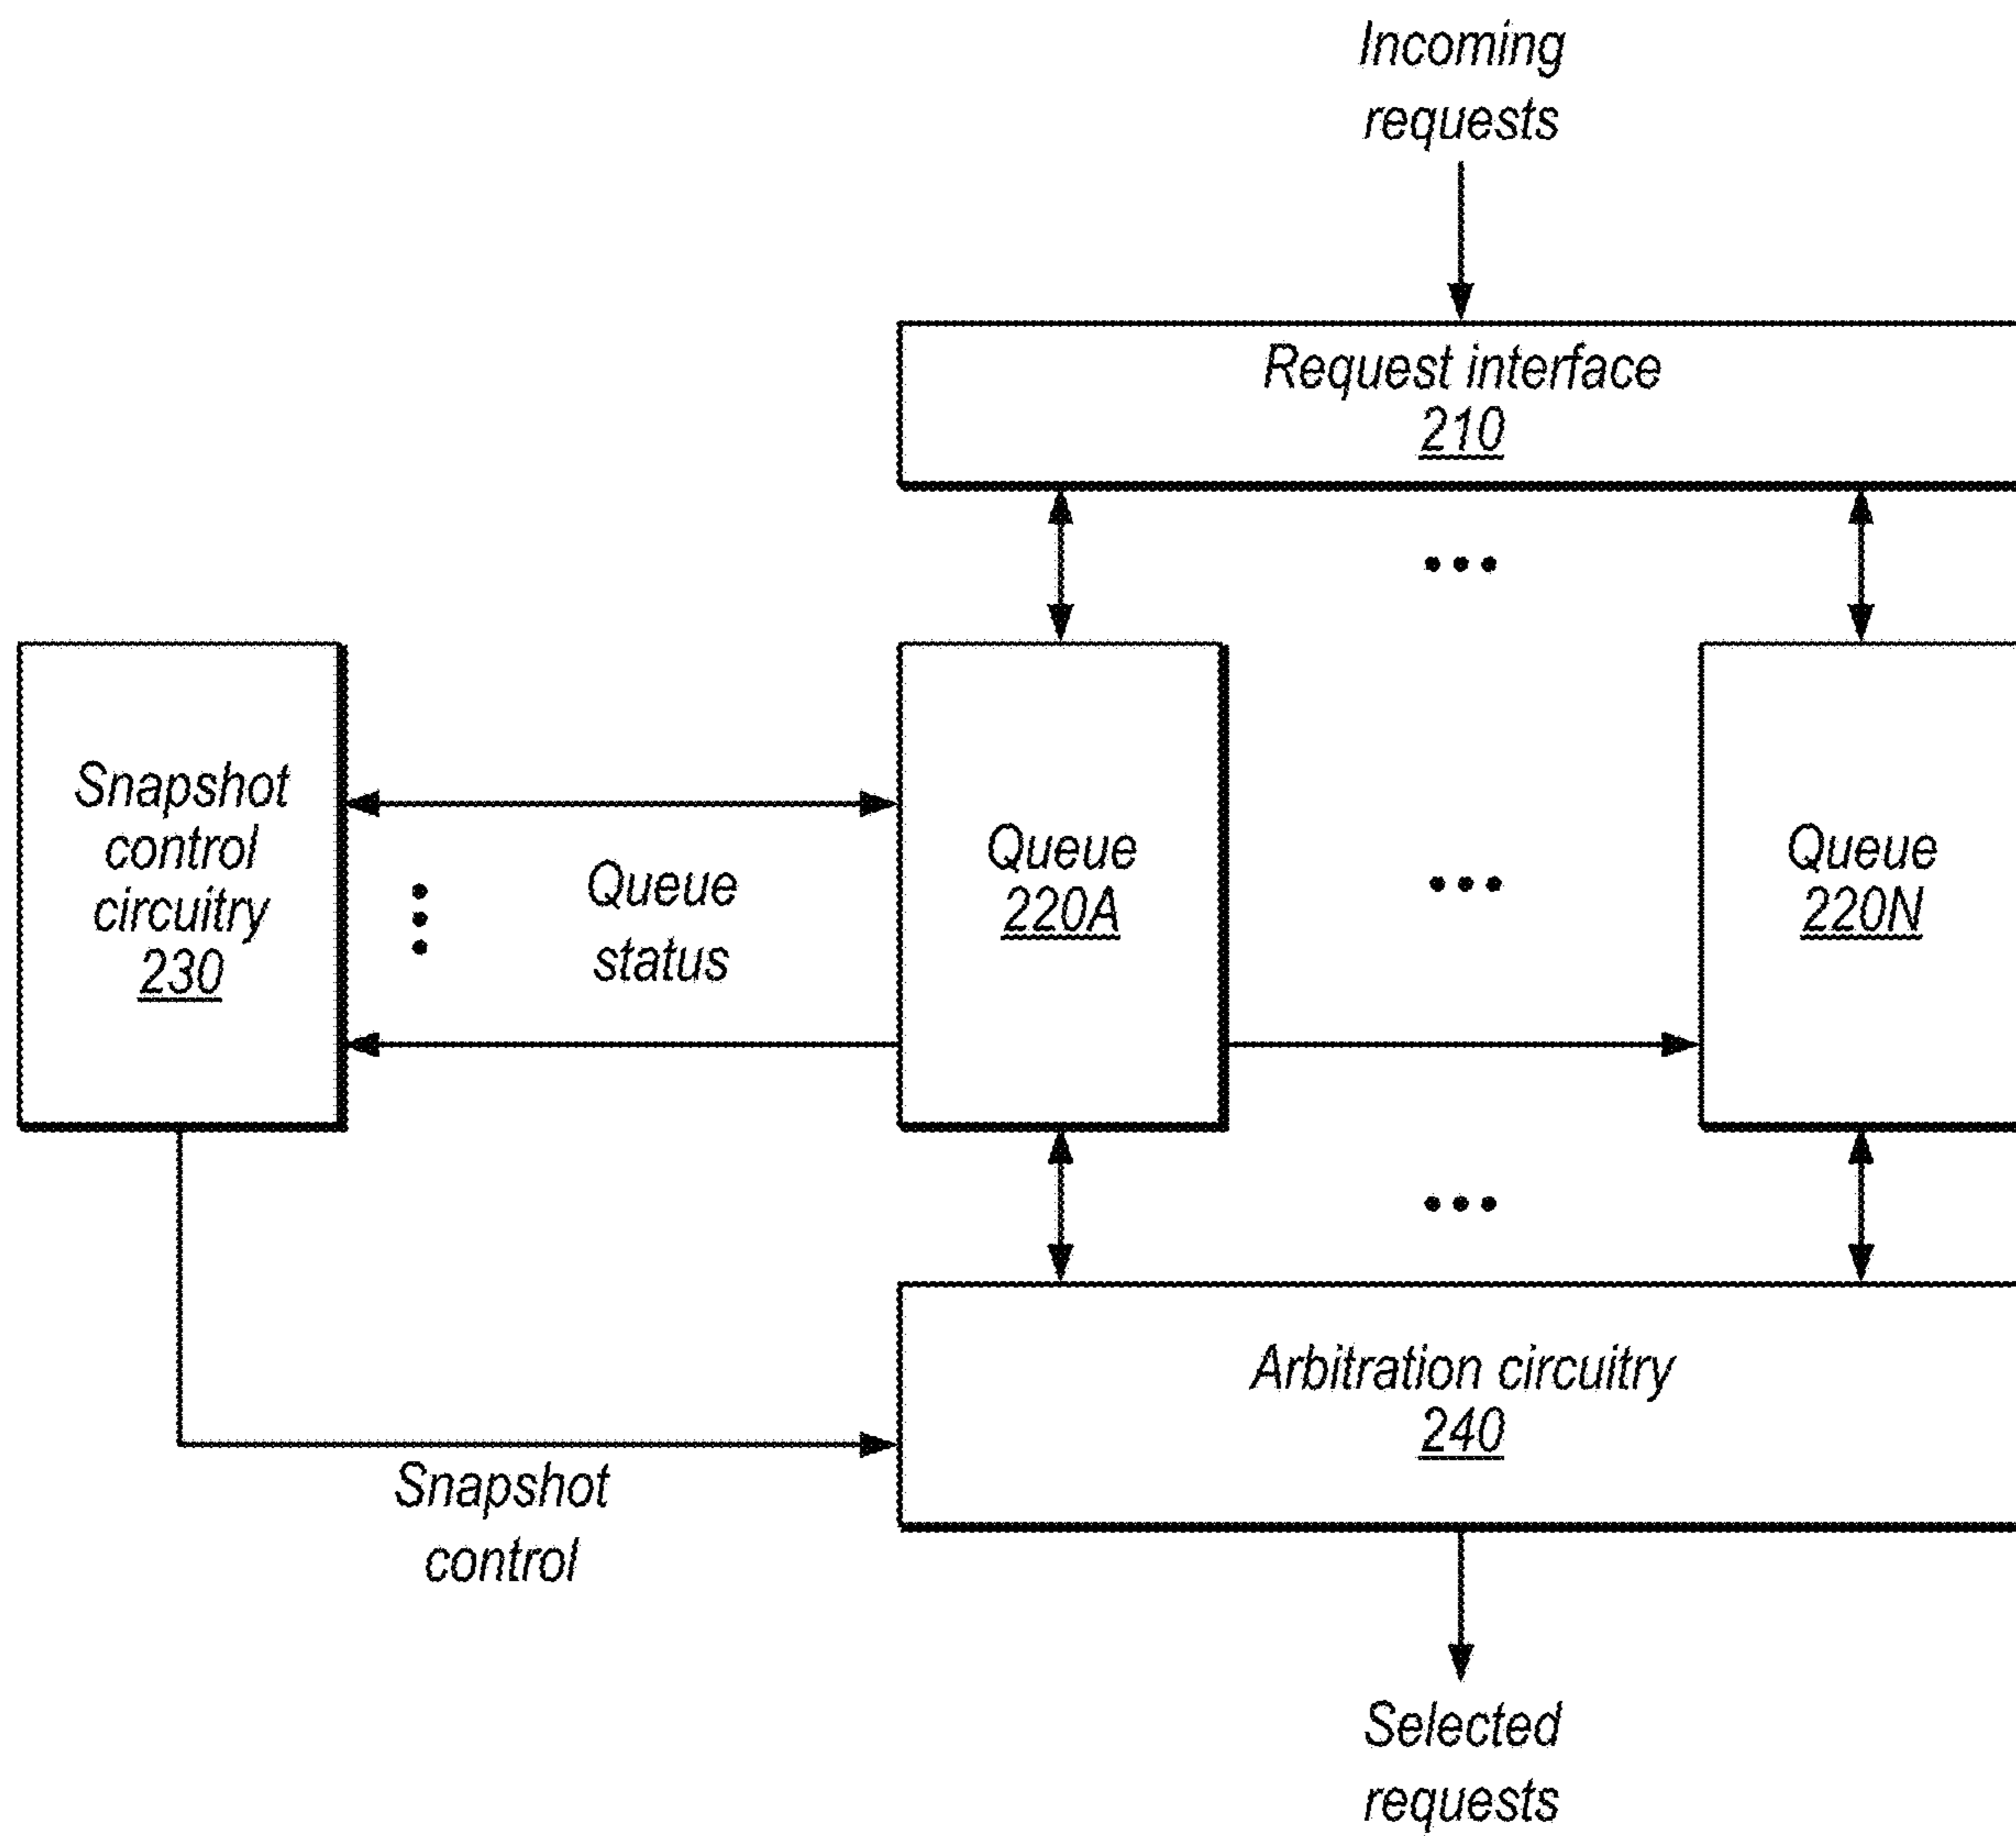 Incoming
requests
Request interface
210
Snapshot
control
circuitry
230
Queue
status
Queue
220A
Queue
220N
Arbitration circuitry
240
Snapshot
control
Selected
requests